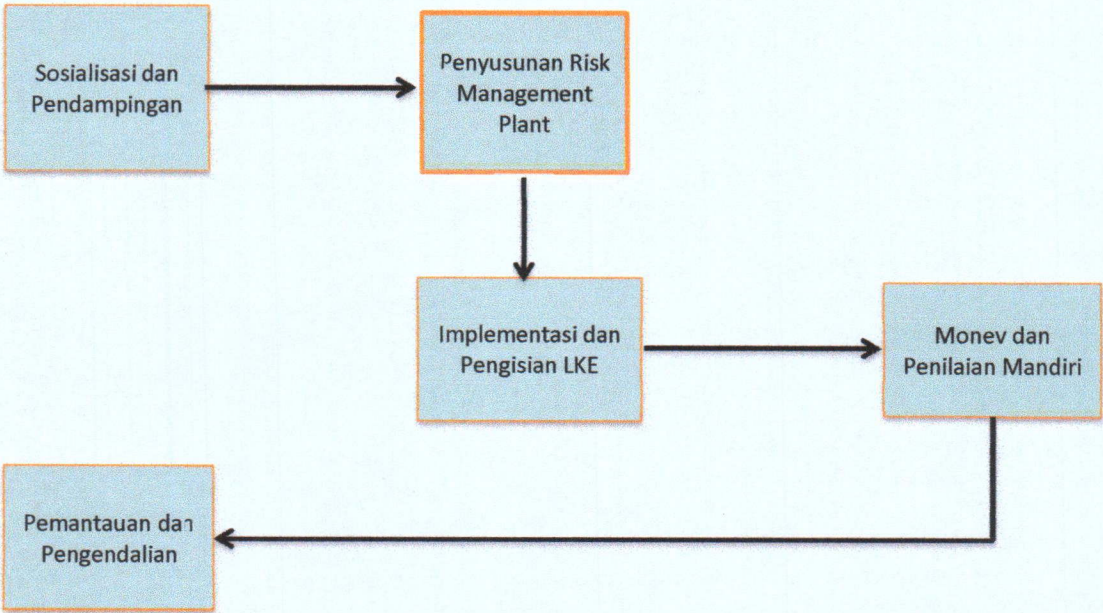 Sosialisasi dan
Pendampingan
Penyusunan Risk
Management
Plant
Implementasi dan
Pengisian LKE
Monev dan
Penilaian Mandiri
Pemantauan dan
Pengendalian